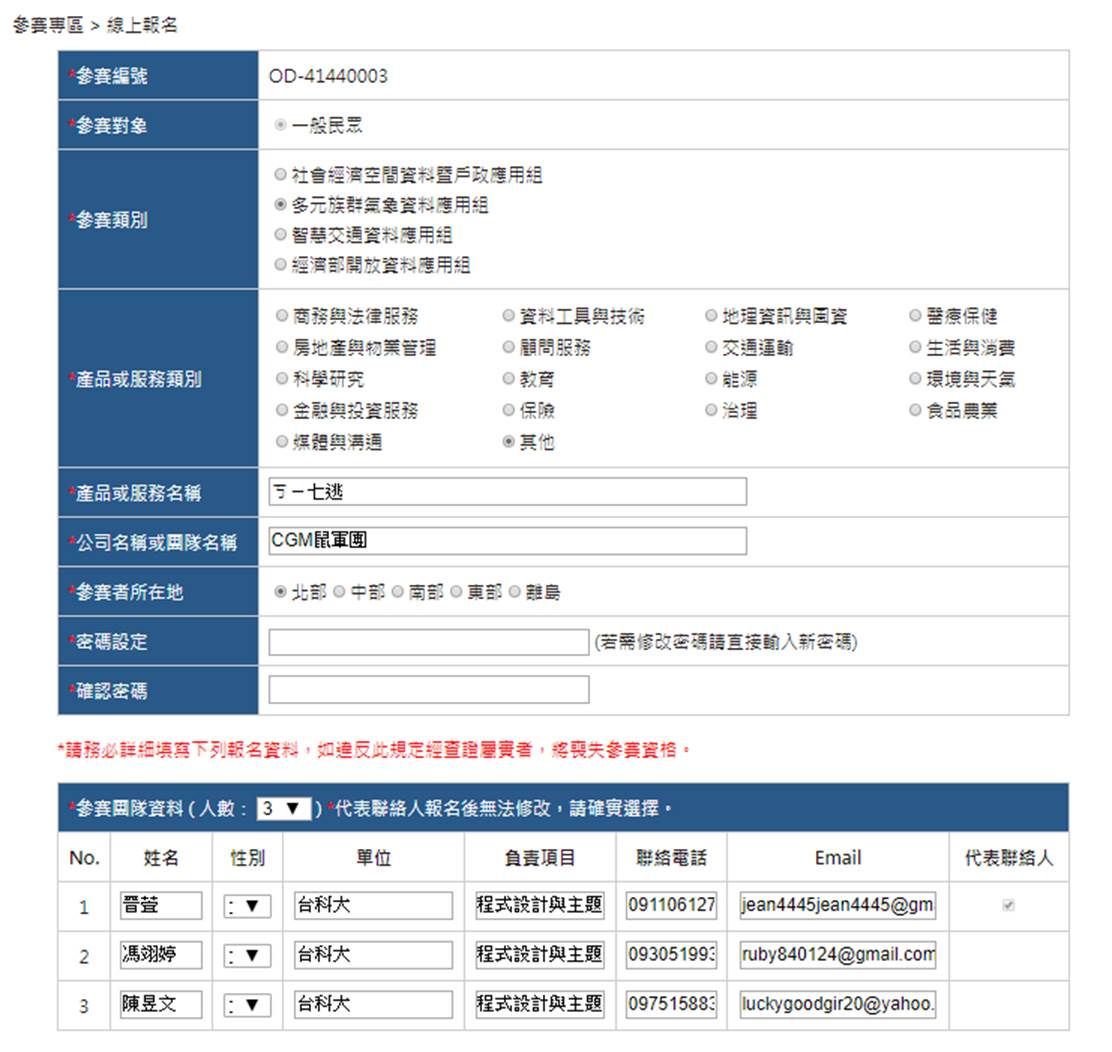 參賽專區 > 線上報名
*參賽編號 OD-41440003
*參賽對象 一般民眾
*參賽類別 社會經濟空間資料暨戶政應用組
多元族群氣象資料應用組
智慧交通資料應用組
經濟部開放資料應用組
*產品或服務類別 商務與法律服務 資料工具與技術 地理資訊與圖資 醫療保健
房地產與物業管理 顧問服務 交通運輸 生活與消費
科學研究 教育 能源 環境與天氣
金融與投資服務 保險 治理 食品農業
媒體與溝通 其他
*產品或服務名稱 ㄎㄧ七逃
*公司名稱或團隊名稱 CGM鼠軍團
*參賽者所在地 北部 中部 南部 東部 離島
*密碼設定 (若需修改密碼請直接輸入新密碼)
*確認密碼
*請務必詳細填寫下列報名資料，如違反此規定經查證屬實者，將喪失參賽資格。
*參賽團隊資料 ( 人數： 3 ▼ ) *代表聯絡人報名後無法修改，請確實選擇。
No. 姓名 性別 單位 負責項目 聯絡電話 Email 代表聯絡人
1 晋萱 : ▼ 台科大 程式設計與主題 091106127 jean4445jean4445@gm
2 馮翊婷 : ▼ 台科大 程式設計與主題 093051993 ruby840124@gmail.com
3 陳昱文 : ▼ 台科大 程式設計與主題 097515883 luckygoodgir20@yahoo.